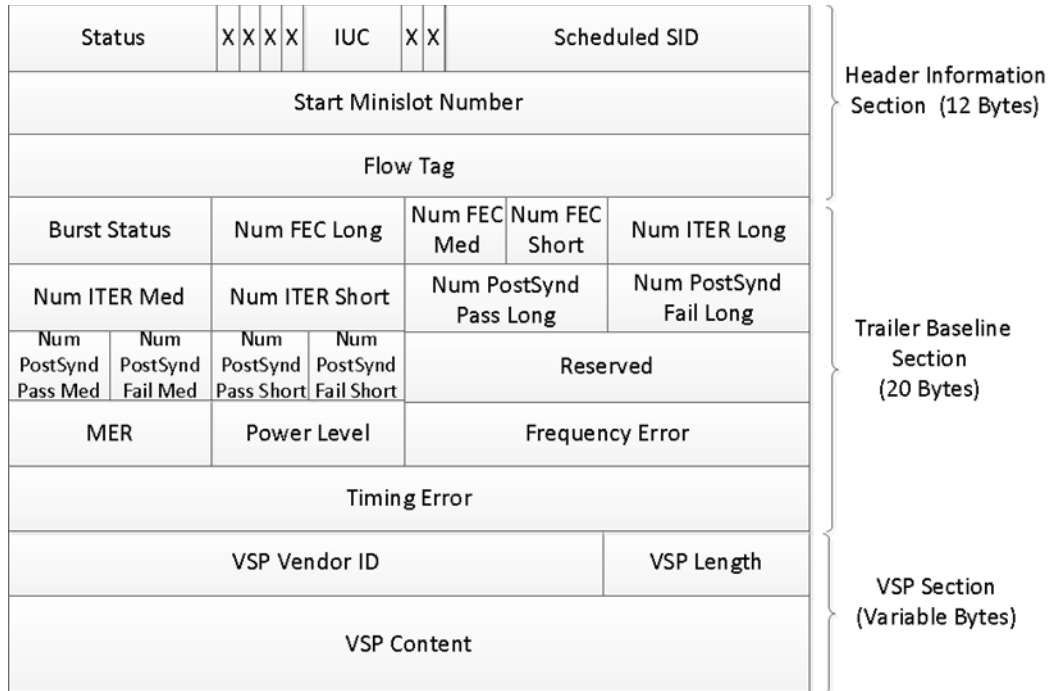 Status X X X X IUC X X Scheduled SID
Header Information
Section (12 Bytes)
Start Minislot Number
Flow Tag
Burst Status
Num FEC Long
Num FEC
Med
Num FEC
Short
Num ITER Long
Num ITER Med
Num ITER Short
Num PostSynd
Pass Long
Num PostSynd
Fail Long
Trailer Baseline
Section
(20 Bytes)
Num
PostSynd
Pass Med
Num
PostSynd
Fail Med
Num
PostSynd
Pass Short
Num
PostSynd
Fail Short
Reserved
MER
Power Level
Frequency Error
Timing Error
VSP Vendor ID
VSP Length
VSP Section
(Variable Bytes)
VSP Content